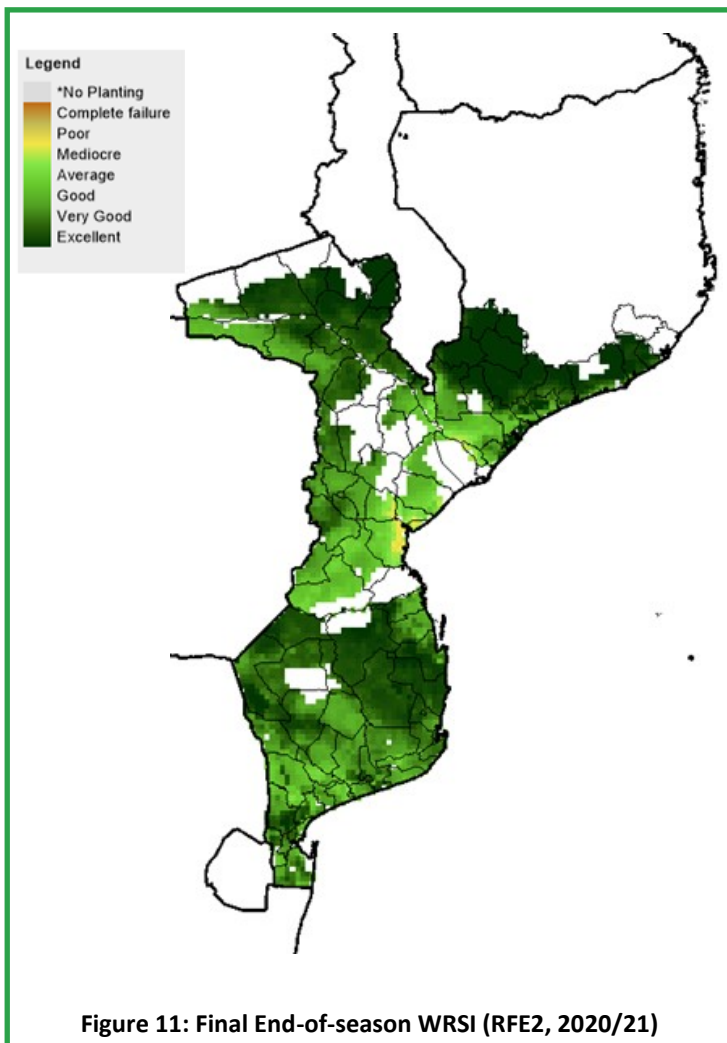 Legend
*No Planting
Complete failure
Poor
Mediocre
Average
Good
Very Good
Excellent
Figure 11: Final End-of-season WRSI (RFE2, 2020/21)